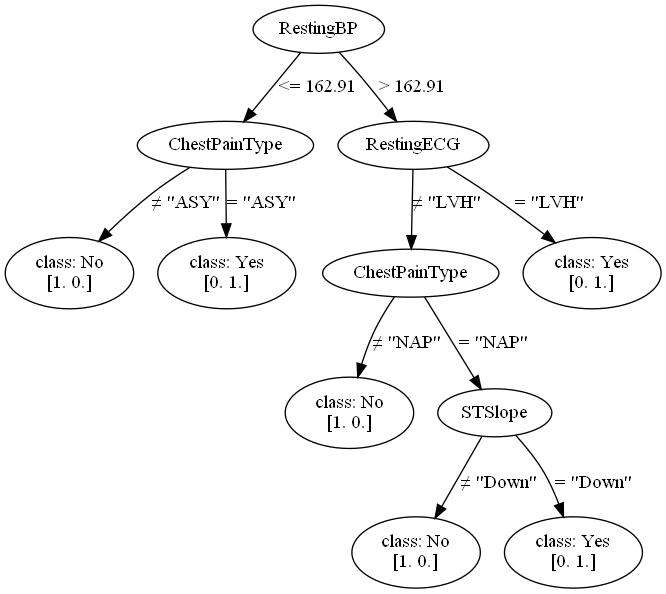 RestingBP
<= 162.91
> 162.91
ChestPainType
RestingECG
≠ "ASY"
= "ASY"
≠ "LVH"
= "LVH"
class: No
[1. 0.]
class: Yes
[0. 1.]
ChestPainType
class: Yes
[0. 1.]
≠ "NAP"
= "NAP"
class: No
[1. 0.]
STSlope
≠ "Down"
= "Down"
class: No
[1. 0.]
class: Yes
[0. 1.]